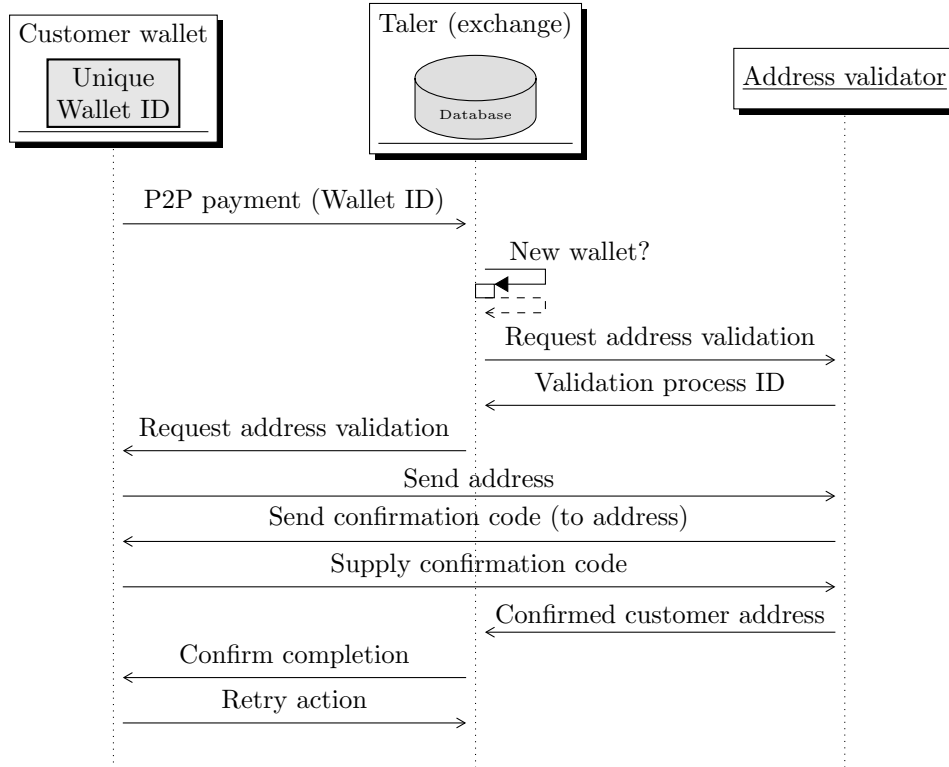 Customer wallet
Unique
Wallet ID
Taler (exchange)
Database
Address validator
P2P payment (Wallet ID)
New wallet?
Request address validation
Validation process ID
Request address validation
Send address
Send confirmation code (to address)
Supply confirmation code
Confirmed customer address
Confirm completion
Retry action